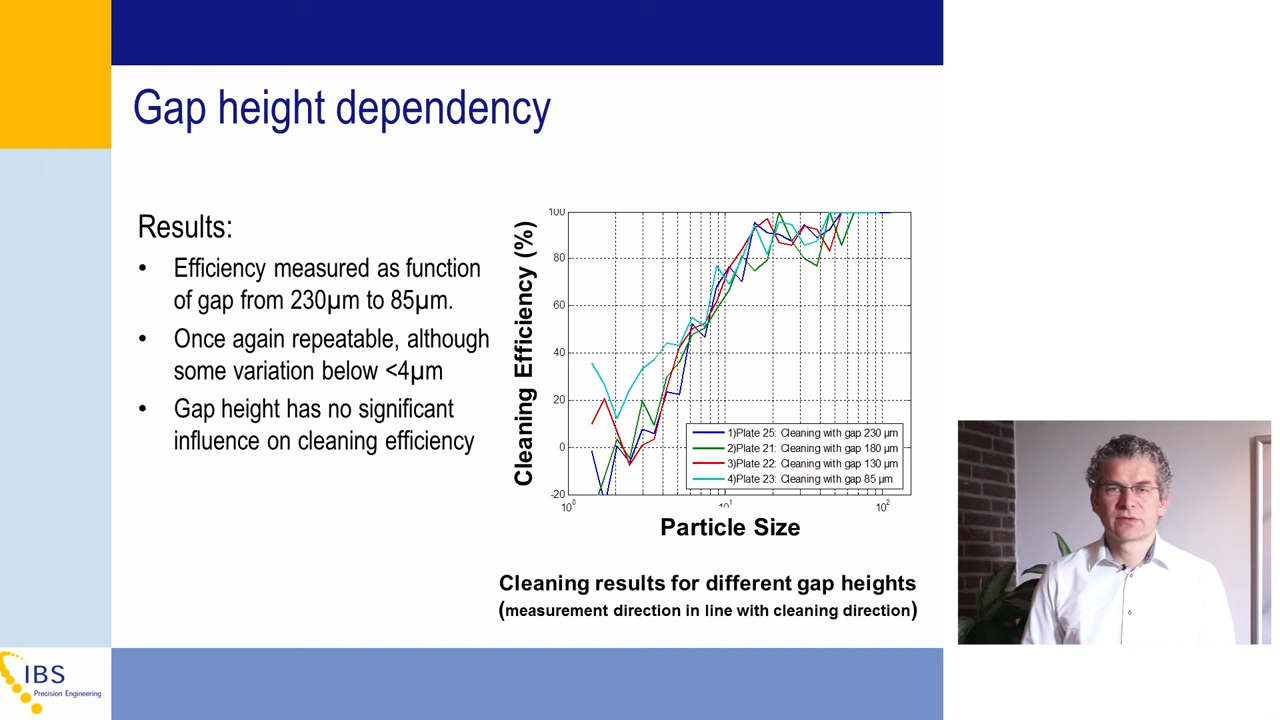 Gap height dependency
Results:
• Efficiency measured as function
of gap from 230µm to 85µm.
• Once again repeatable, although
some variation below <4µm
• Gap height has no significant
influence on cleaning efficiency
Cleaning Efficiency (%)
100
80
60
40
20
0
-20
10⁰
10¹
10²
1)Plate 25: Cleaning with gap 230 µm
2)Plate 21: Cleaning with gap 180 µm
3)Plate 22: Cleaning with gap 130 µm
4)Plate 23: Cleaning with gap 85 µm
Particle Size
Cleaning results for different gap heights
(measurement direction in line with cleaning direction)
IBS
Precision Engineering